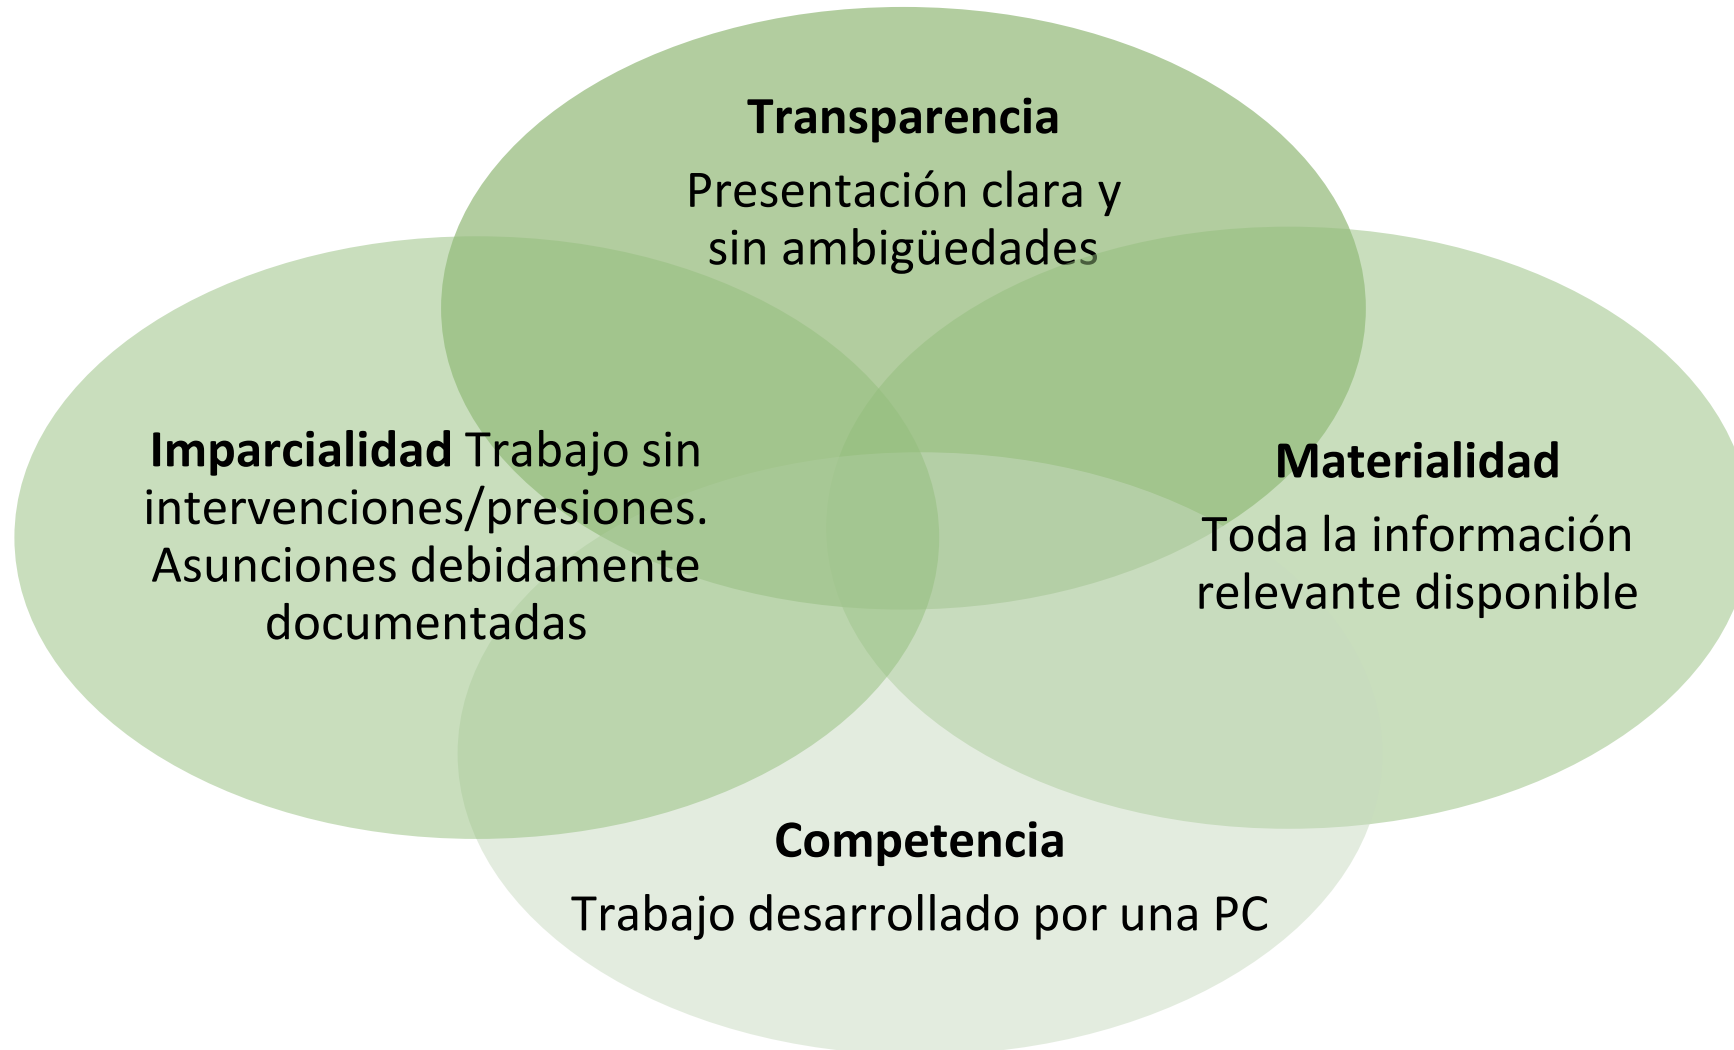 Transparencia
Presentación clara y
sin ambigüedades
Imparcialidad Trabajo sin
intervenciones/presiones.
Asunciones debidamente
documentadas
Materialidad
Toda la información
relevante disponible
Competencia
Trabajo desarrollado por una PC